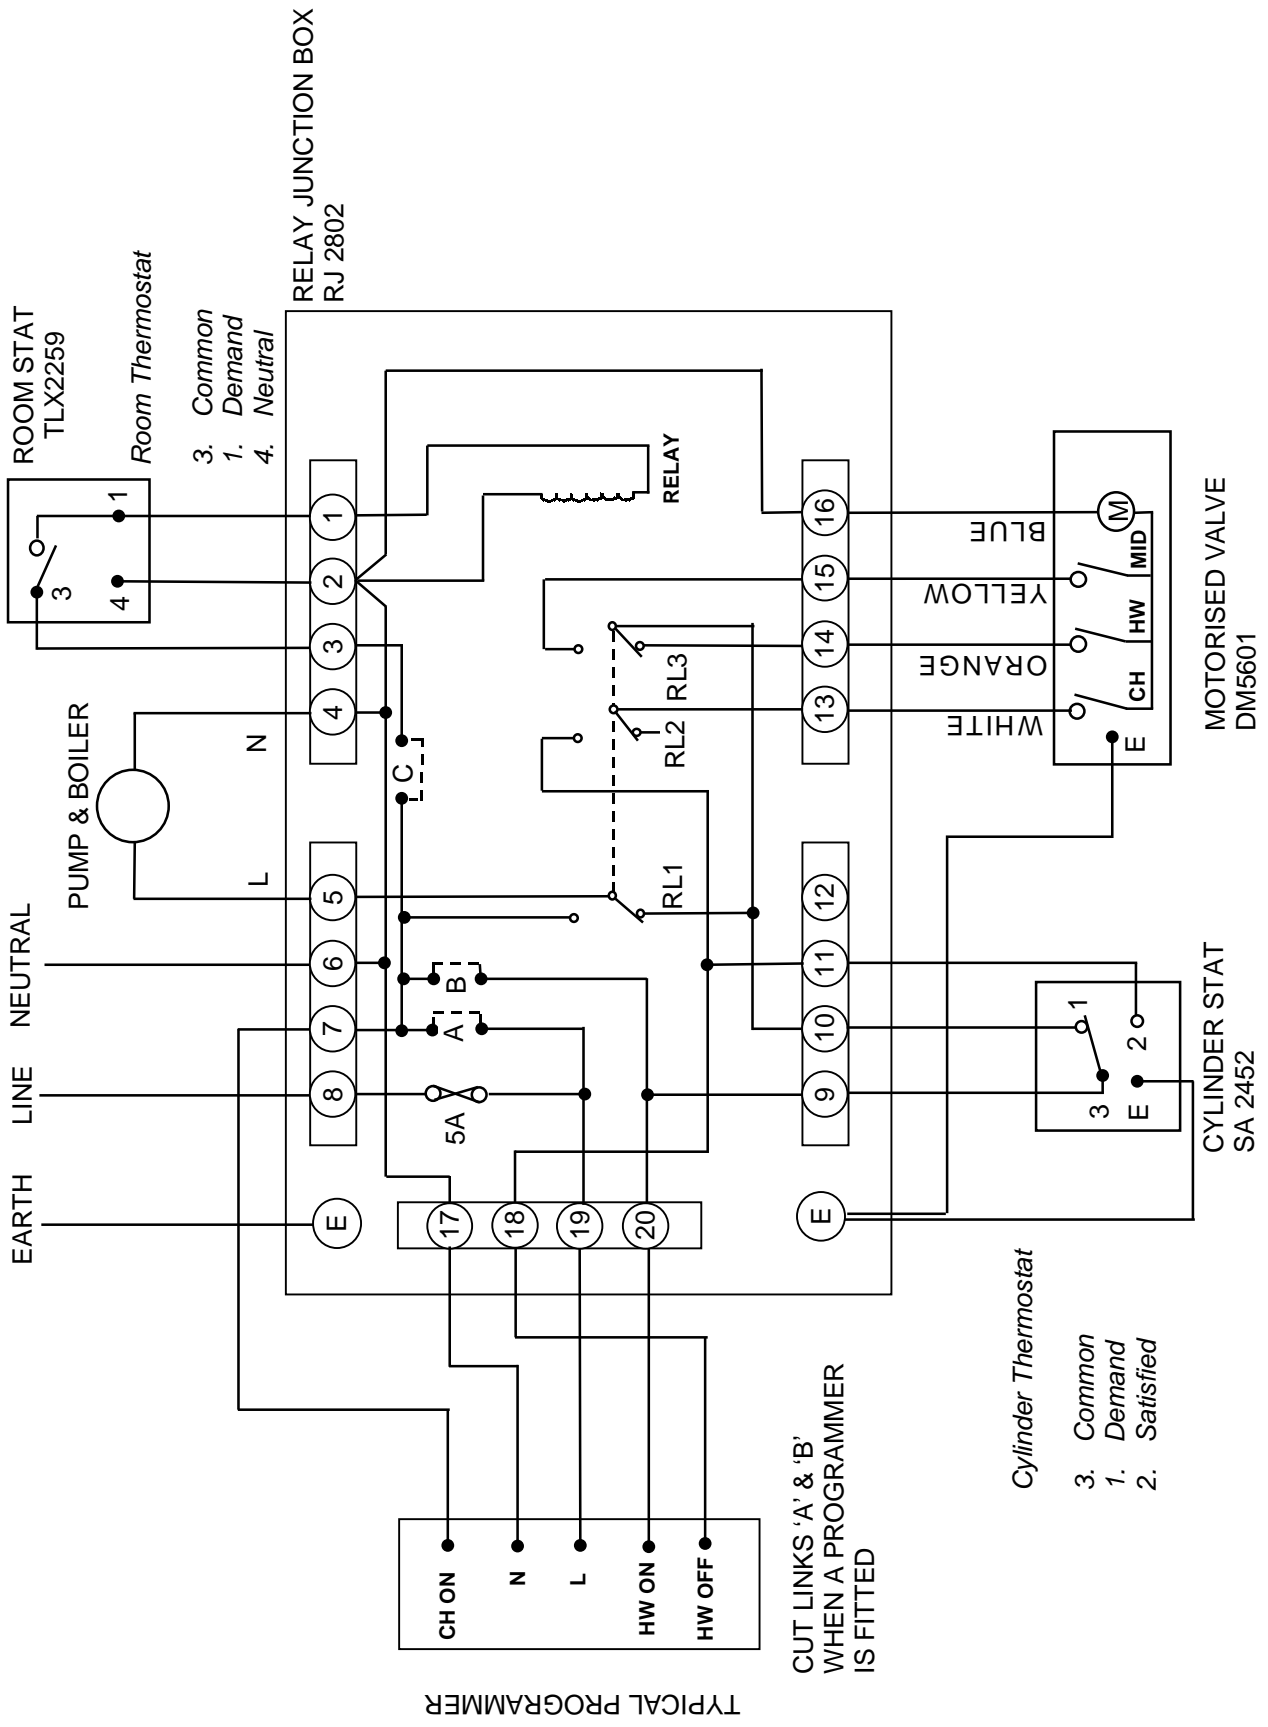 EARTH
LINE
NEUTRAL
PUMP & BOILER
L
N
ROOM STAT
TLX2259
3
4
1
Room Thermostat
3. Common
1. Demand
4. Neutral
RELAY JUNCTION BOX
RJ 2802
E
8
7
6
5
4
3
2
1
5A
A
B
C
RL1
RL2
RL3
RELAY
17
18
19
20
E
9
10
11
12
13
14
15
16
TYPICAL PROGRAMMER
CH ON
N
L
HW ON
HW OFF
CUT LINKS ‘A’ & ‘B’
WHEN A PROGRAMMER
IS FITTED
Cylinder Thermostat
3. Common
1. Demand
2. Satisfied
3
1
E
2
CYLINDER STAT
SA 2452
WHITE
ORANGE
YELLOW
BLUE
E
CH
HW
MID
M
MOTORISED VALVE
DM5601